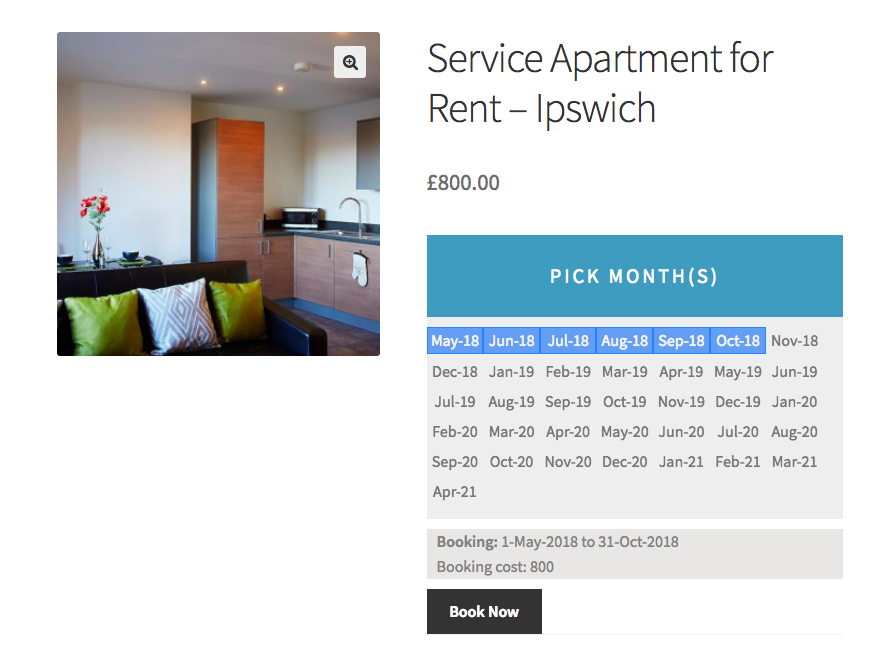 Service Apartment for
Rent – Ipswich
£800.00
PICK MONTH(S)
May-18 Jun-18 Jul-18 Aug-18 Sep-18 Oct-18 Nov-18
Dec-18 Jan-19 Feb-19 Mar-19 Apr-19 May-19 Jun-19
Jul-19 Aug-19 Sep-19 Oct-19 Nov-19 Dec-19 Jan-20
Feb-20 Mar-20 Apr-20 May-20 Jun-20 Jul-20 Aug-20
Sep-20 Oct-20 Nov-20 Dec-20 Jan-21 Feb-21 Mar-21
Apr-21
Booking: 1-May-2018 to 31-Oct-2018
Booking cost: 800
Book Now